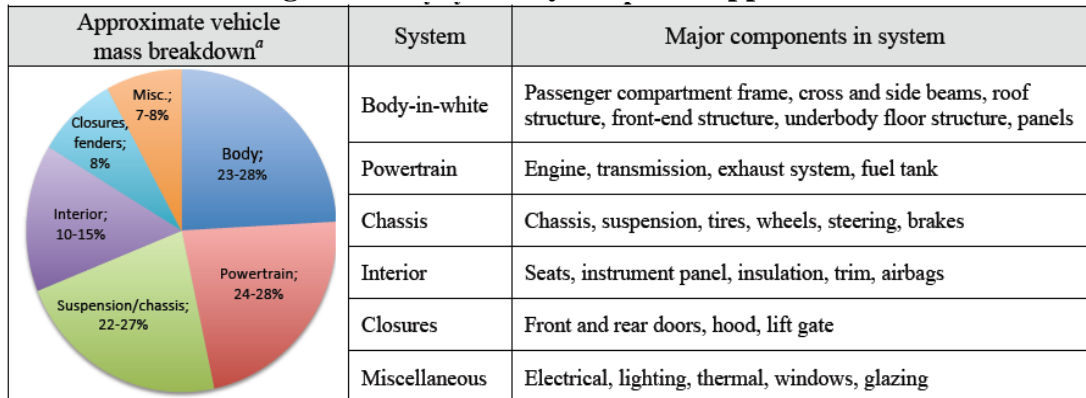 Approximate vehicle
mass breakdownᵃ
System
Major components in system
Misc.;
7-8%
Closures,
fenders;
8%
Body;
23-28%
Interior;
10-15%
Powertrain;
24-28%
Suspension/chassis;
22-27%
Body-in-white
Passenger compartment frame, cross and side beams, roof
structure, front-end structure, underbody floor structure, panels
Powertrain
Engine, transmission, exhaust system, fuel tank
Chassis
Chassis, suspension, tires, wheels, steering, brakes
Interior
Seats, instrument panel, insulation, trim, airbags
Closures
Front and rear doors, hood, lift gate
Miscellaneous
Electrical, lighting, thermal, windows, glazing